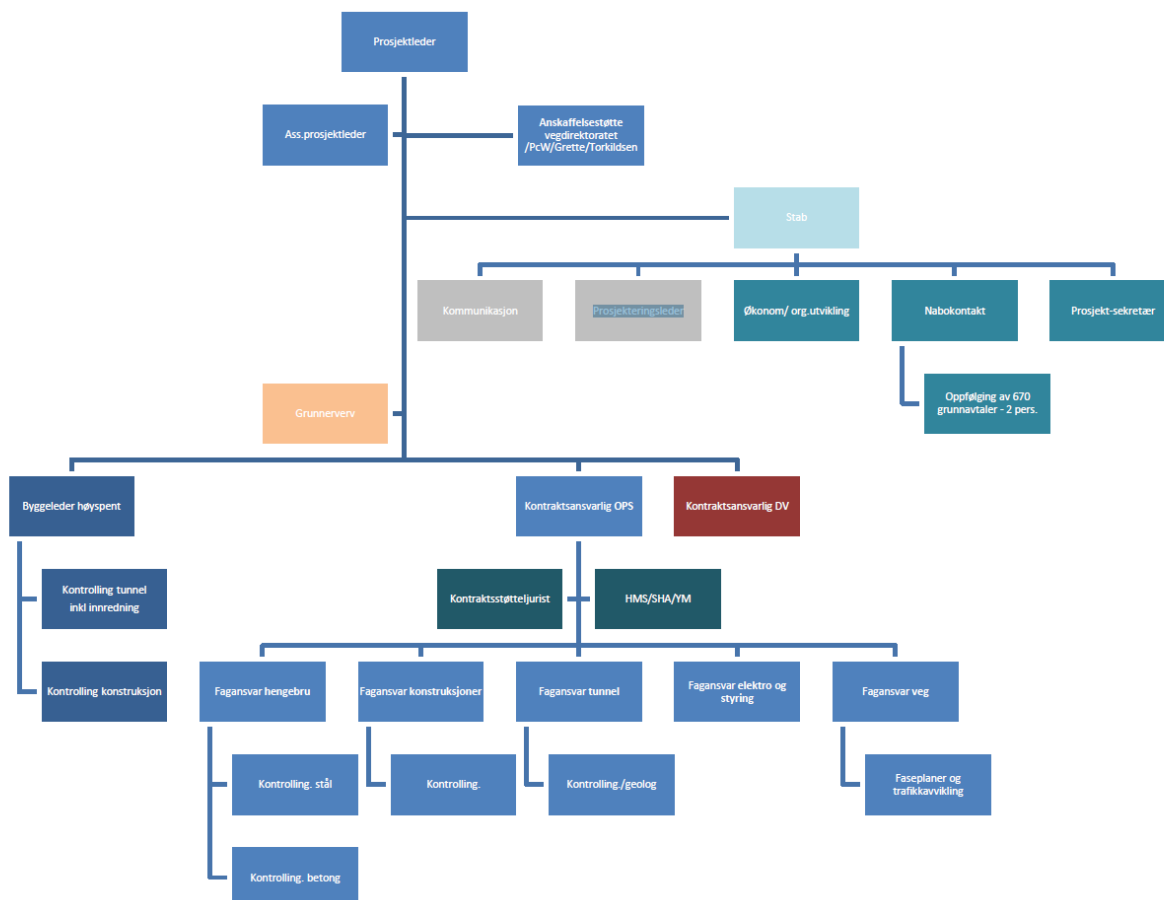 Prosjektleder
Ass.prosjektleder
Anskaffelsestøtte
vegdirektoratet
/PcW/Grette/Torkildsen
Stab
Kommunikasjon
Prosjekteringsleder
Økonom/ org.utvikling
Nabokontakt
Prosjekt-sekretær
Oppfølging av 670
grunnavtaler - 2 pers.
Grunnerverv
Byggeleder høyspent
Kontraktsansvarlig OPS
Kontraktsansvarlig DV
Kontrolling tunnel
inkl innredning
Kontraktsstøtteljurist
HMS/SHA/YM
Kontrolling konstruksjon
Fagansvar hengebru
Fagansvar konstruksjoner
Fagansvar tunnel
Fagansvar elektro og
styring
Fagansvar veg
Kontrolling. stål
Kontrolling.
Kontrolling./geolog
Faseplaner og
trafikkavvikling
Kontrolling. betong